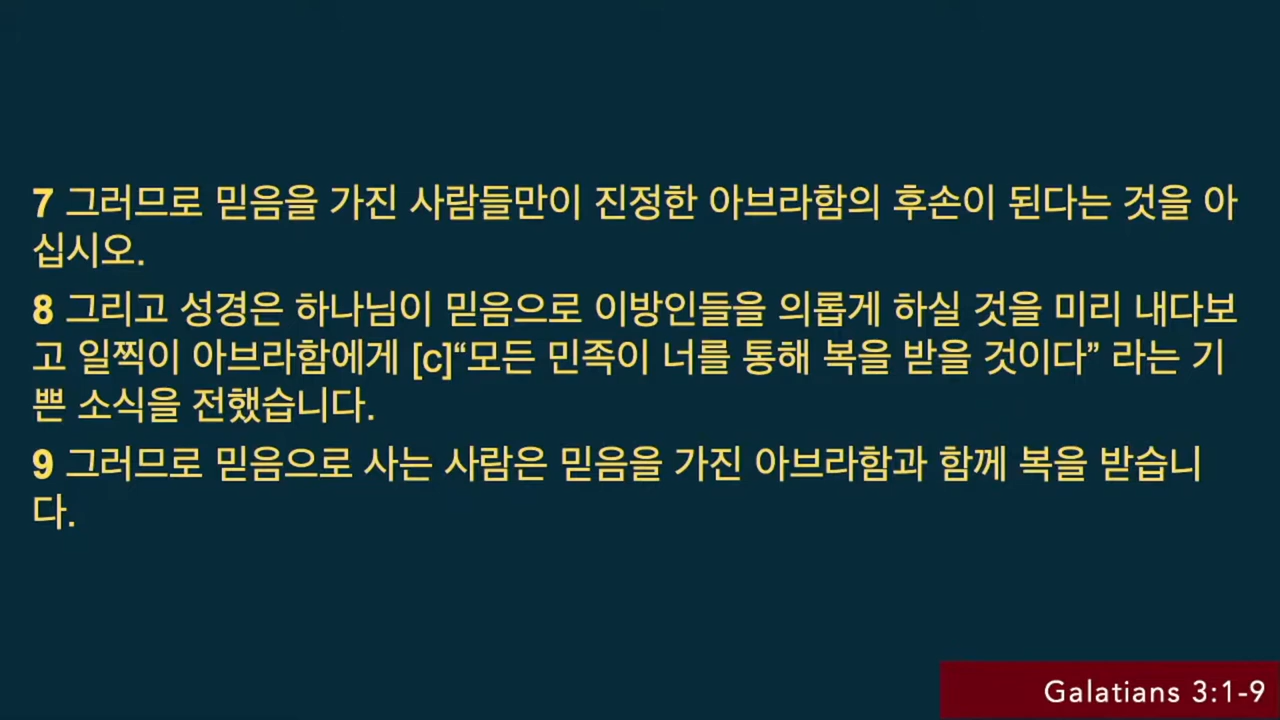 7 그러므로 믿음을 가진 사람들만이 진정한 아브라함의 후손이 된다는 것을 아
십시오.
8 그리고 성경은 하나님이 믿음으로 이방인들을 의롭게 하실 것을 미리 내다보
고 일찍이 아브라함에게 [c]“모든 민족이 너를 통해 복을 받을 것이다” 라는 기
쁜 소식을 전했습니다.
9 그러므로 믿음으로 사는 사람은 믿음을 가진 아브라함과 함께 복을 받습니
다.
Galatians 3:1-9